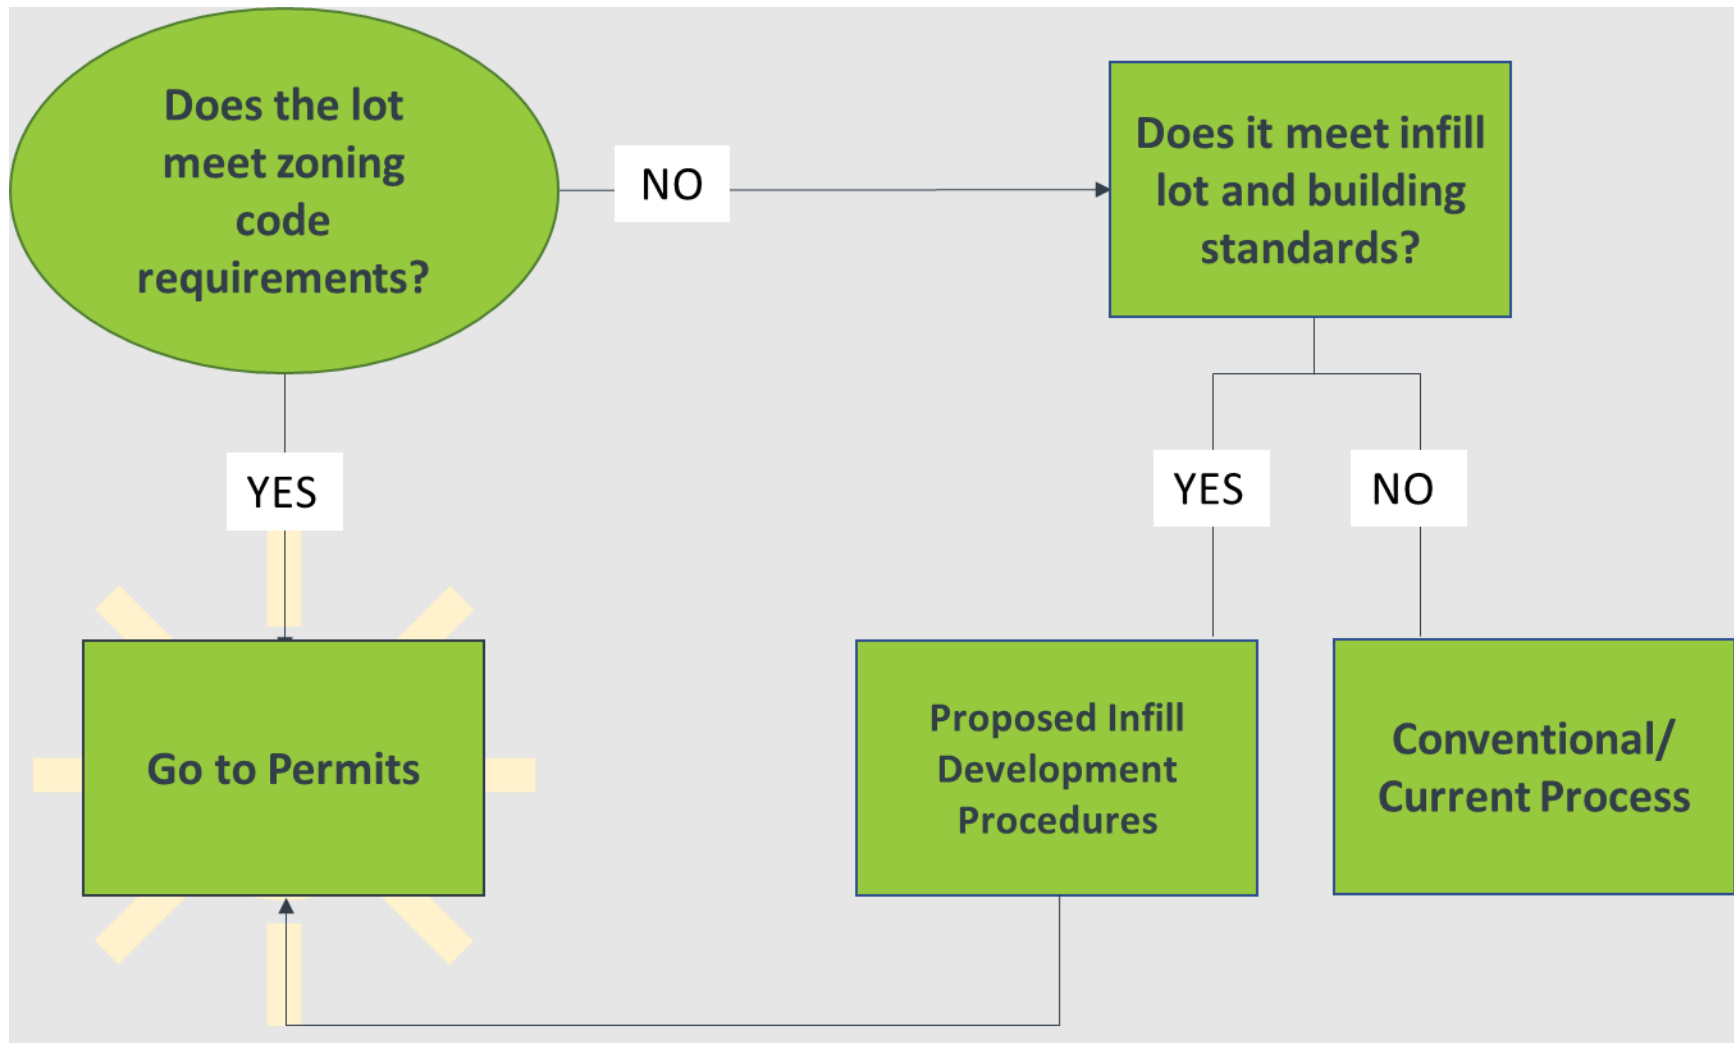 Does the lot
meet zoning
code
requirements?
NO
Does it meet infill
lot and building
standards?
YES
YES
NO
Go to Permits
Proposed Infill
Development
Procedures
Conventional/
Current Process